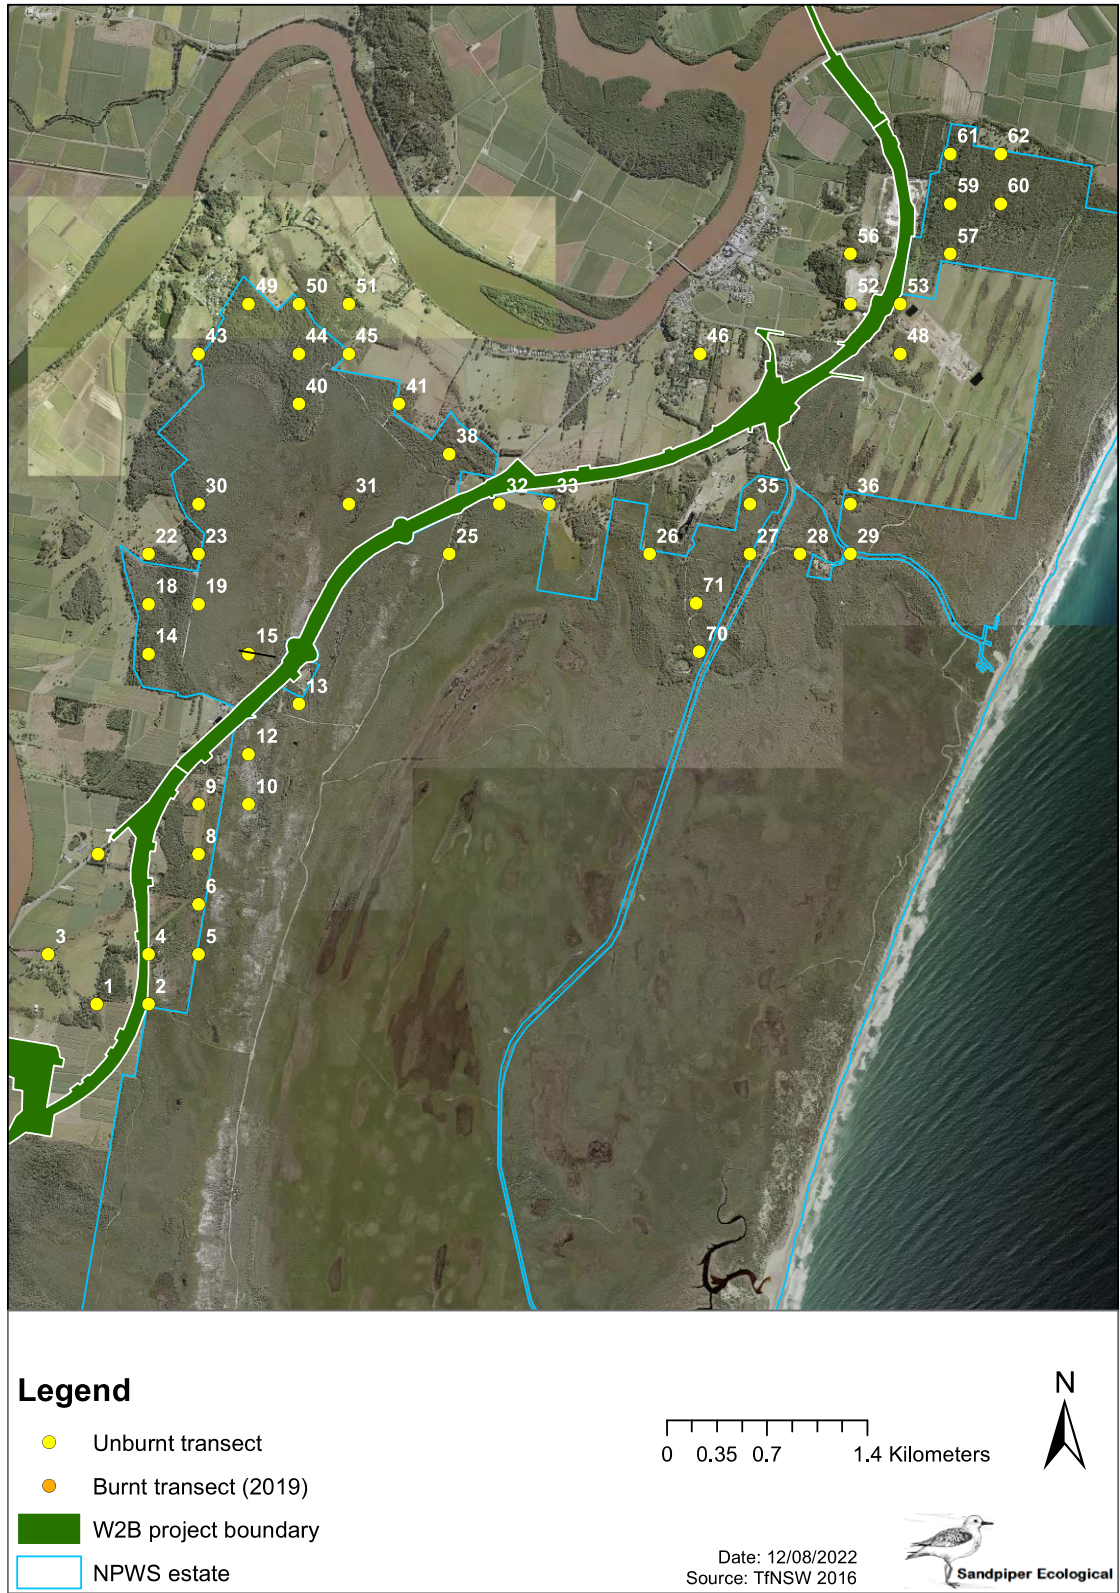 61 62
59 60
56 57
49 50 51 52 53
43 44 45 46 48
40 41
38
30 31 32 33 35 36
22 23 25 26 27 28 29
18 19 71
14 15 70
13
12
9 10
7 8
6
3 4 5
1 2
Legend
Unburnt transect
Burnt transect (2019)
W2B project boundary
NPWS estate
0 0.35 0.7 1.4 Kilometers
N
Date: 12/08/2022
Source: TfNSW 2016
Sandpiper Ecological